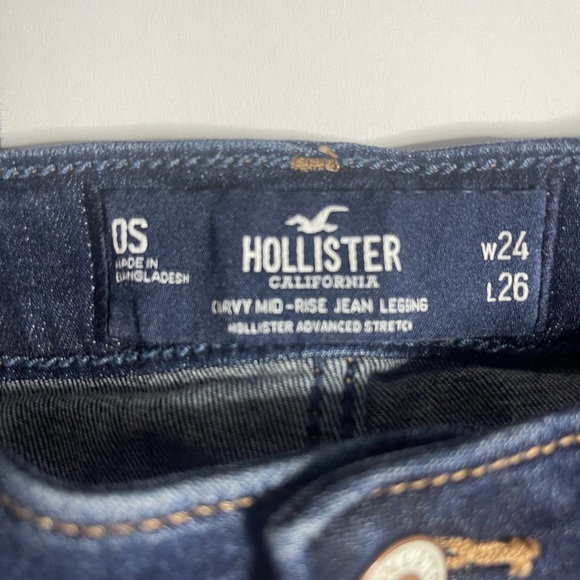 0S
MADE IN
BANGLADESH
HOLLISTER
CALIFORNIA
CURVY MID-RISE JEAN LEGGING
HOLLISTER ADVANCED STRETCH
W24
L26